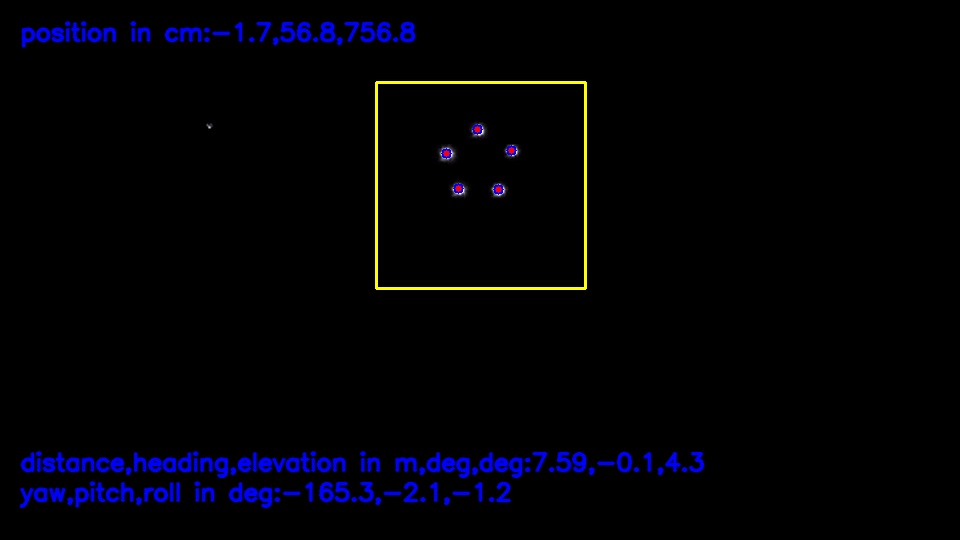 position in cm:-1.7,56.8,756.8
distance,heading,elevation in m,deg,deg:7.59,-0.1,4.3
yaw,pitch,roll in deg:-165.3,-2.1,-1.2